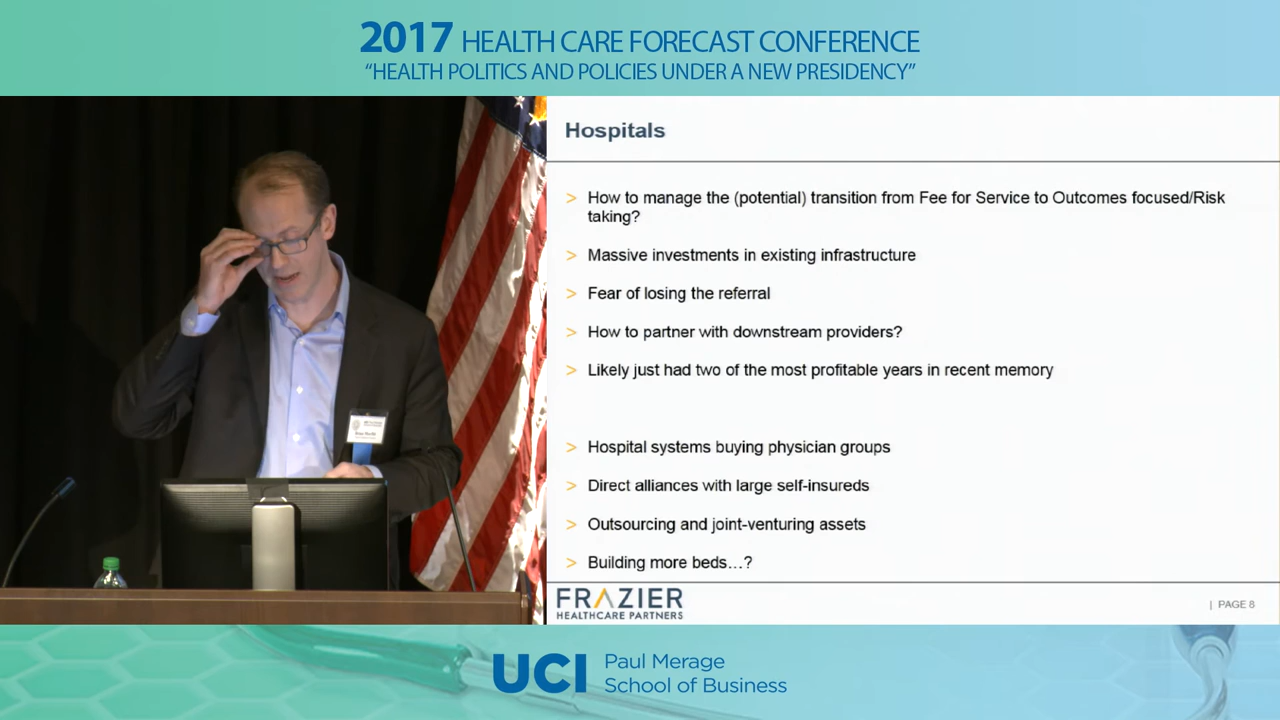 2017 HEALTH CARE FORECAST CONFERENCE
“HEALTH POLITICS AND POLICIES UNDER A NEW PRESIDENCY”
Hospitals
> How to manage the (potential) transition from Fee for Service to Outcomes focused/Risk
taking?
> Massive investments in existing infrastructure
> Fear of losing the referral
> How to partner with downstream providers?
> Likely just had two of the most profitable years in recent memory
> Hospital systems buying physician groups
> Direct alliances with large self-insureds
> Outsourcing and joint-venturing assets
> Building more beds…?
FRAZIER
HEALTHCARE PARTNERS
| PAGE 8
UCI Paul Merage
School of Business